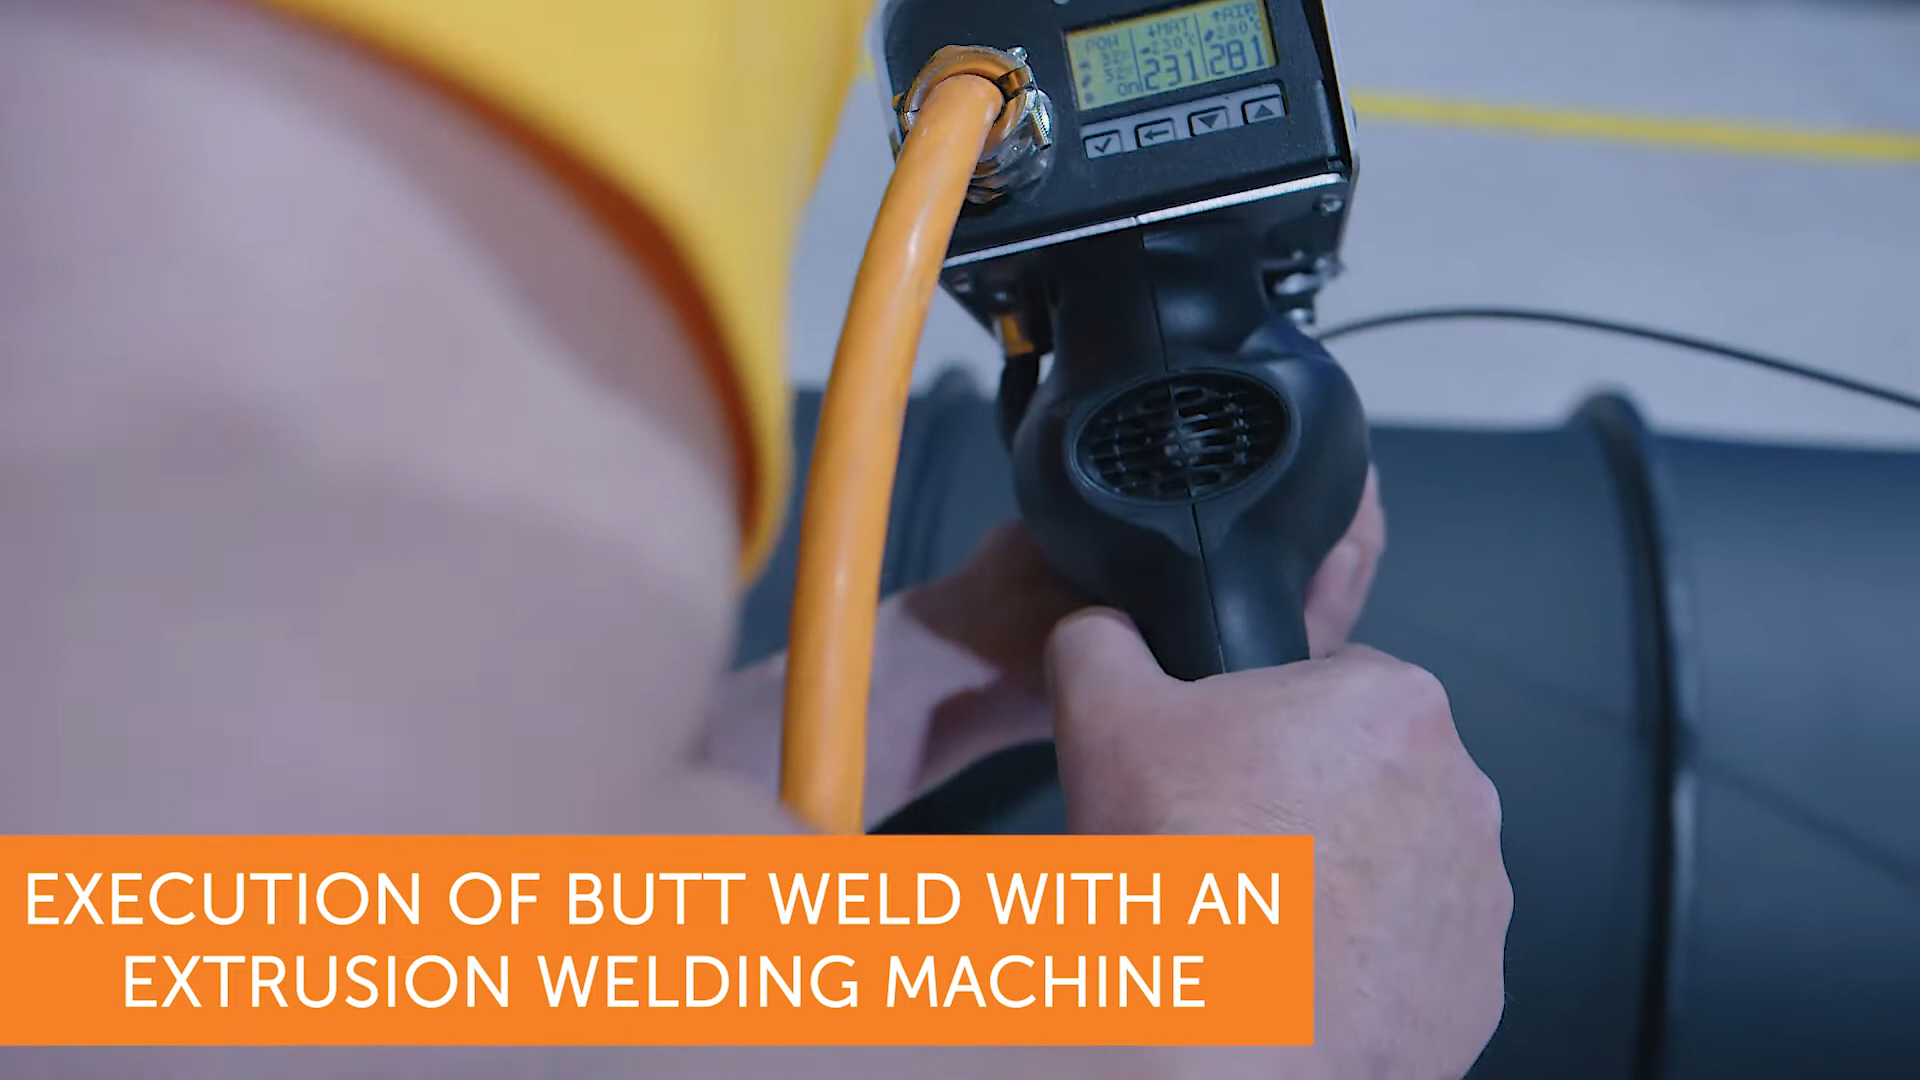 POW
↓MAT
↑AIR
230°C
280°C
On
231
281
EXECUTION OF BUTT WELD WITH AN
EXTRUSION WELDING MACHINE